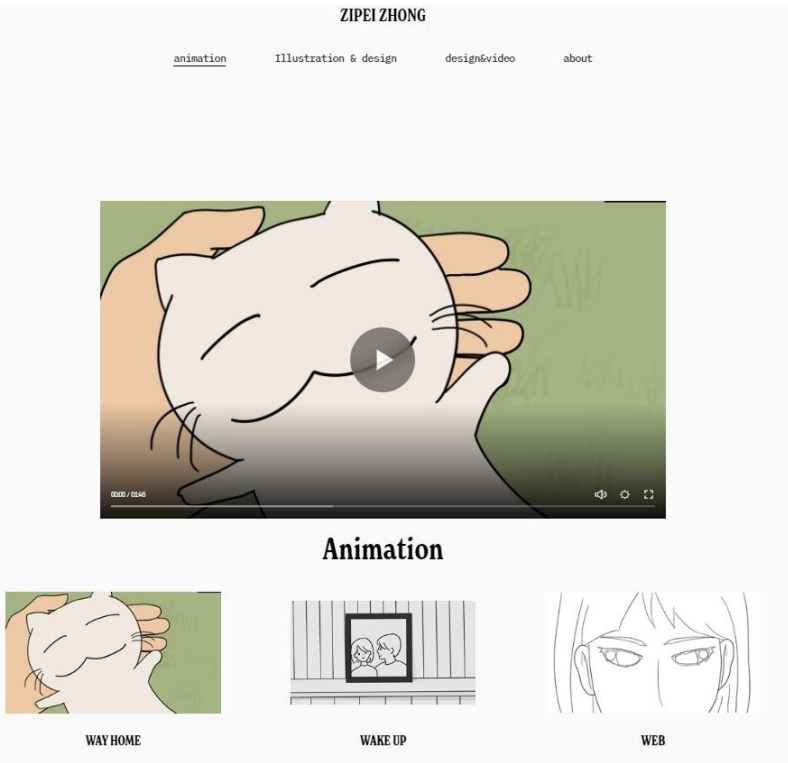 ZIPEI ZHONG
animation Illustration & design design&video about
00:00 / 01:46
Animation
WAY HOME WAKE UP WEB